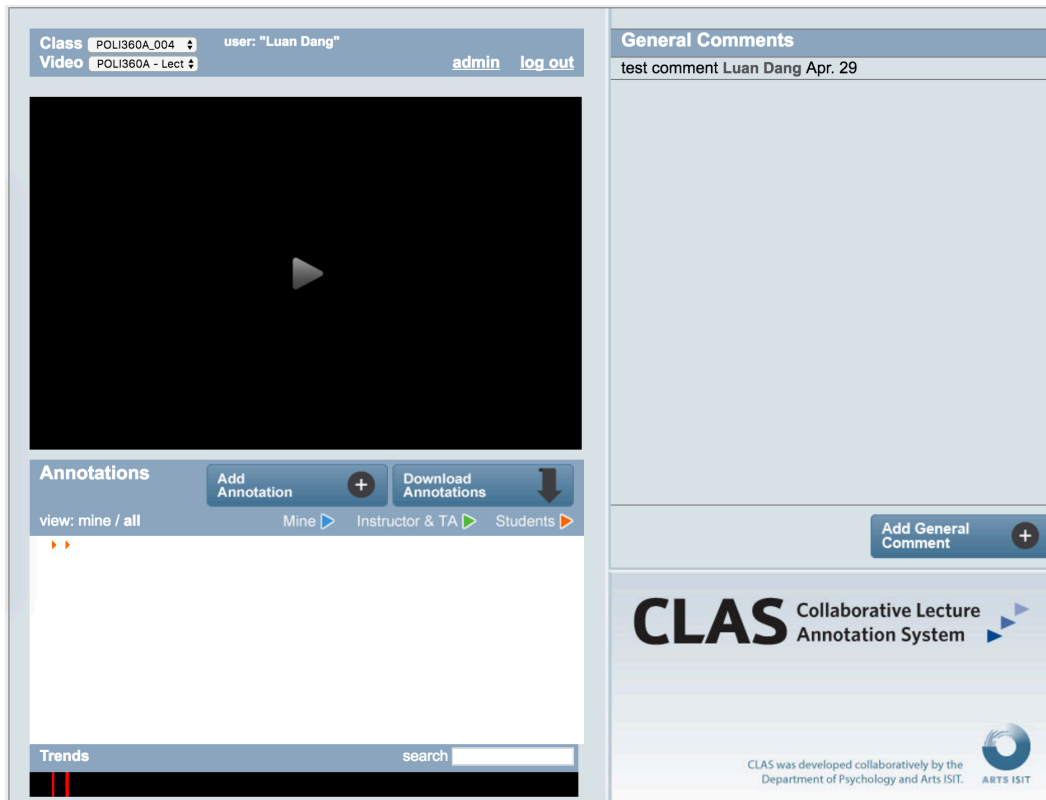 Class POLI360A_004 user: "Luan Dang"
Video POLI360A - Lect admin log out
Annotations
Add
Annotation
Download
Annotations
view: mine / all Mine Instructor & TA Students
Trends search
General Comments
test comment Luan Dang Apr. 29
Add General
Comment
CLAS Collaborative Lecture
Annotation System
CLAS was developed collaboratively by the
Department of Psychology and Arts ISIT.
ARTS ISIT